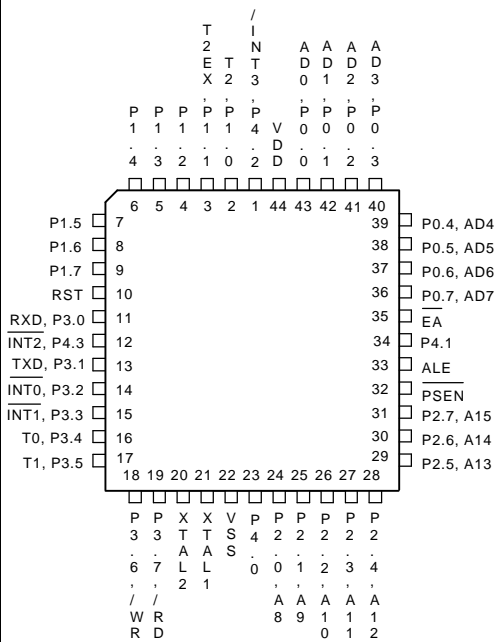 P1.4
P1.3
P1.2
T2EX, P1.1
T2, P1.0
/INT3, P4.2
VDD
AD0, P0.0
AD1, P0.1
AD2, P0.2
AD3, P0.3
6 5 4 3 2 1 44 43 42 41 40
P1.5 7
P1.6 8
P1.7 9
RST 10
RXD, P3.0 11
INT2, P4.3 12
TXD, P3.1 13
INT0, P3.2 14
INT1, P3.3 15
T0, P3.4 16
T1, P3.5 17
39 P0.4, AD4
38 P0.5, AD5
37 P0.6, AD6
36 P0.7, AD7
35 EA
34 P4.1
33 ALE
32 PSEN
31 P2.7, A15
30 P2.6, A14
29 P2.5, A13
18 19 20 21 22 23 24 25 26 27 28
P3.6, /WR
P3.7, /RD
XTAL2
XTAL1
VSS
P4.0
P2.0, A8
P2.1, A9
P2.2, A10
P2.3, A11
P2.4, A12